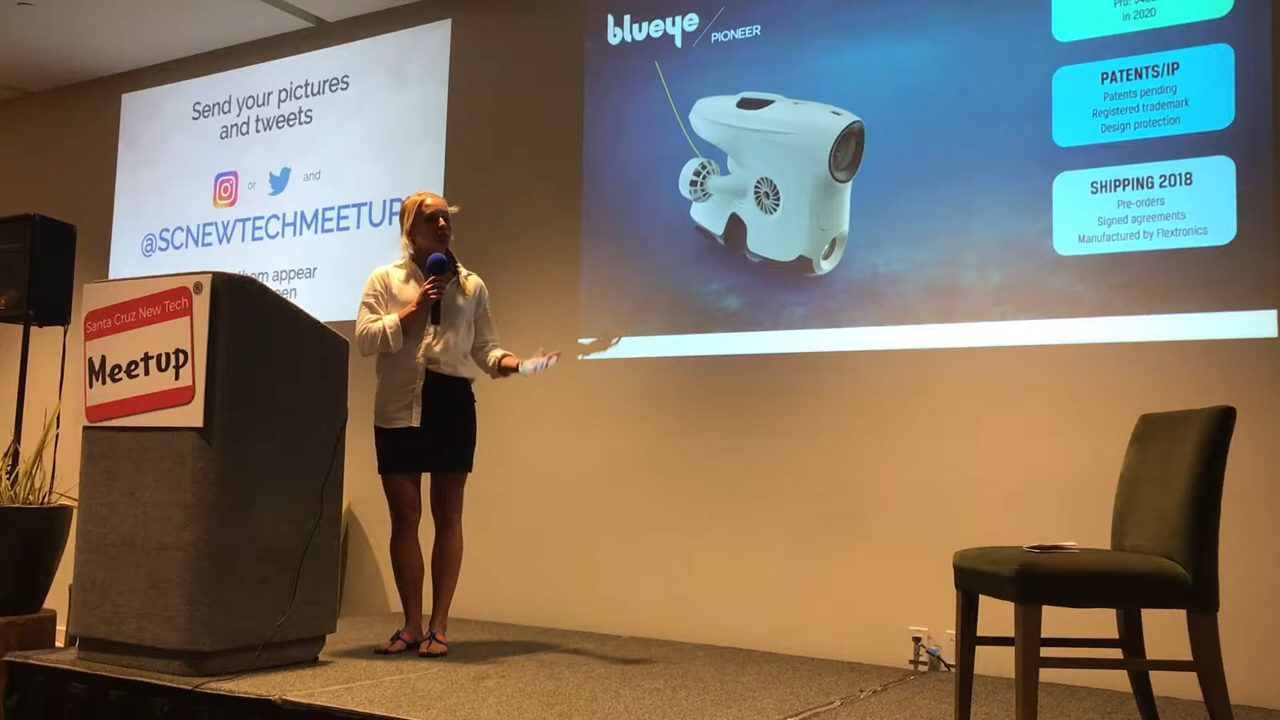 Send your pictures
and tweets
or
and
@SCNEWTECHMEETUP
appear
Santa Cruz New Tech
®
Meetup
blueye / PIONEER
in 2020
PATENTS/IP
Patents pending
Registered trademark
Design protection
SHIPPING 2018
Pre-orders
Signed agreements
Manufactured by Flextronics